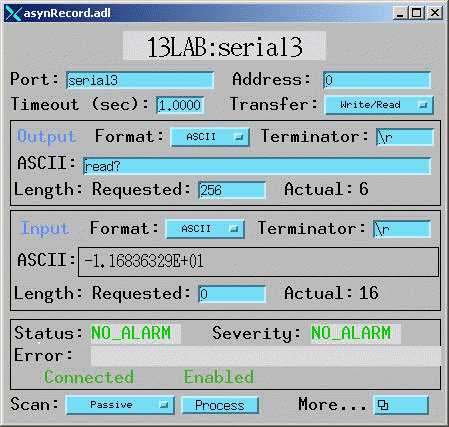 asynRecord.adl
13LAB:serial3
Port: serial3 Address: 0
Timeout (sec): 1.0000 Transfer: Write/Read
Output Format: ASCII Terminator: \r
ASCII: read?
Length: Requested: 256 Actual: 6
Input Format: ASCII Terminator: \r
ASCII: -1.16836329E+01
Length: Requested: 0 Actual: 16
Status: NO_ALARM Severity: NO_ALARM
Error:
Connected Enabled
Scan: Passive Process More...